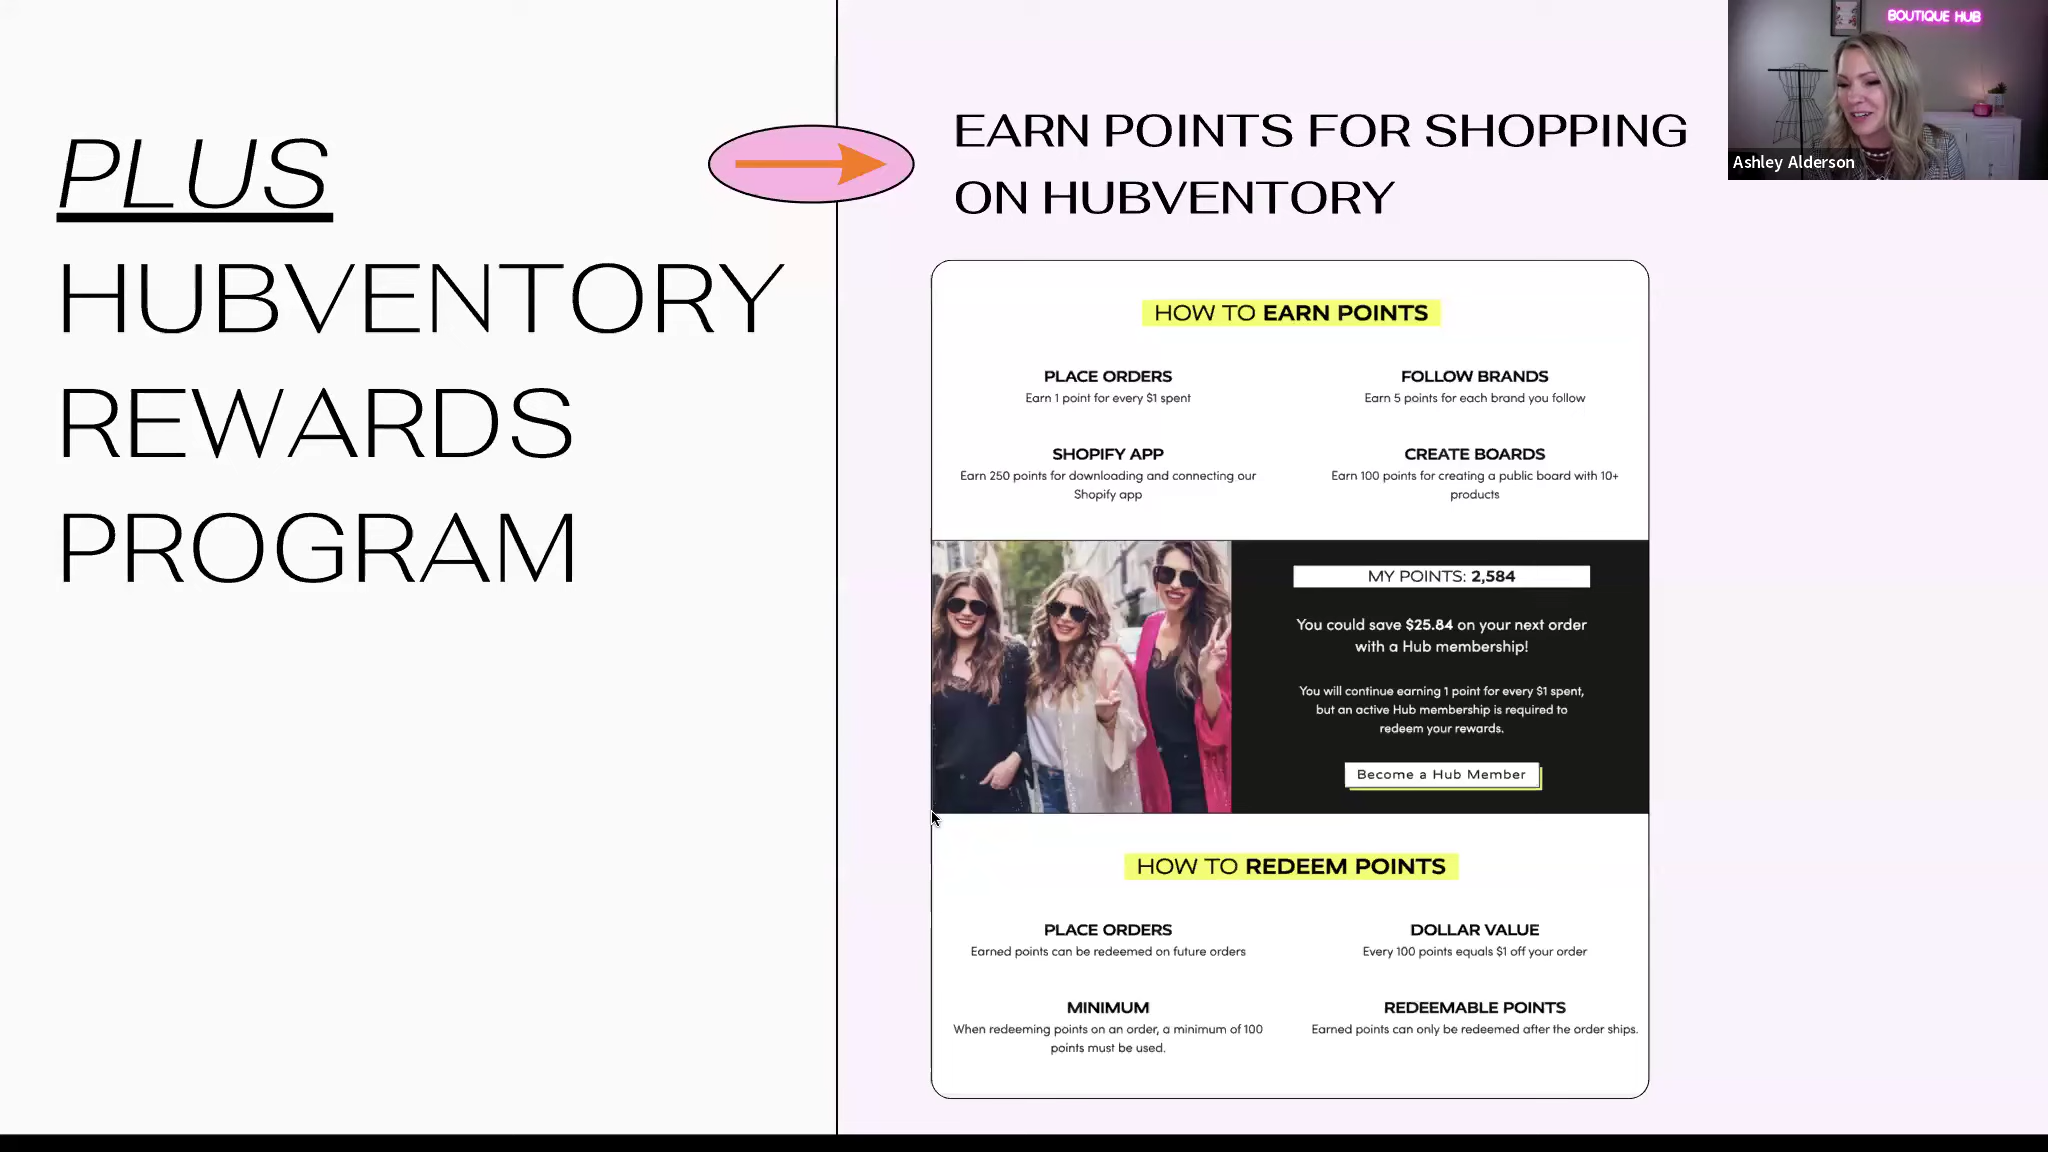 PLUS
HUBVENTORY
REWARDS
PROGRAM
EARN POINTS FOR SHOPPING
ON HUBVENTORY
BOUTIQUE HUB
Ashley Alderson
HOW TO EARN POINTS
PLACE ORDERS
Earn 1 point for every $1 spent
FOLLOW BRANDS
Earn 5 points for each brand you follow
SHOPIFY APP
Earn 250 points for downloading and connecting our
Shopify app
CREATE BOARDS
Earn 100 points for creating a public board with 10+
products
MY POINTS: 2,584
You could save $25.84 on your next order
with a Hub membership!
You will continue earning 1 point for every $1 spent,
but an active Hub membership is required to
redeem your rewards.
Become a Hub Member
HOW TO REDEEM POINTS
PLACE ORDERS
Earned points can be redeemed on future orders
DOLLAR VALUE
Every 100 points equals $1 off your order
MINIMUM
When redeeming points on an order, a minimum of 100
points must be used.
REDEEMABLE POINTS
Earned points can only be redeemed after the order ships.